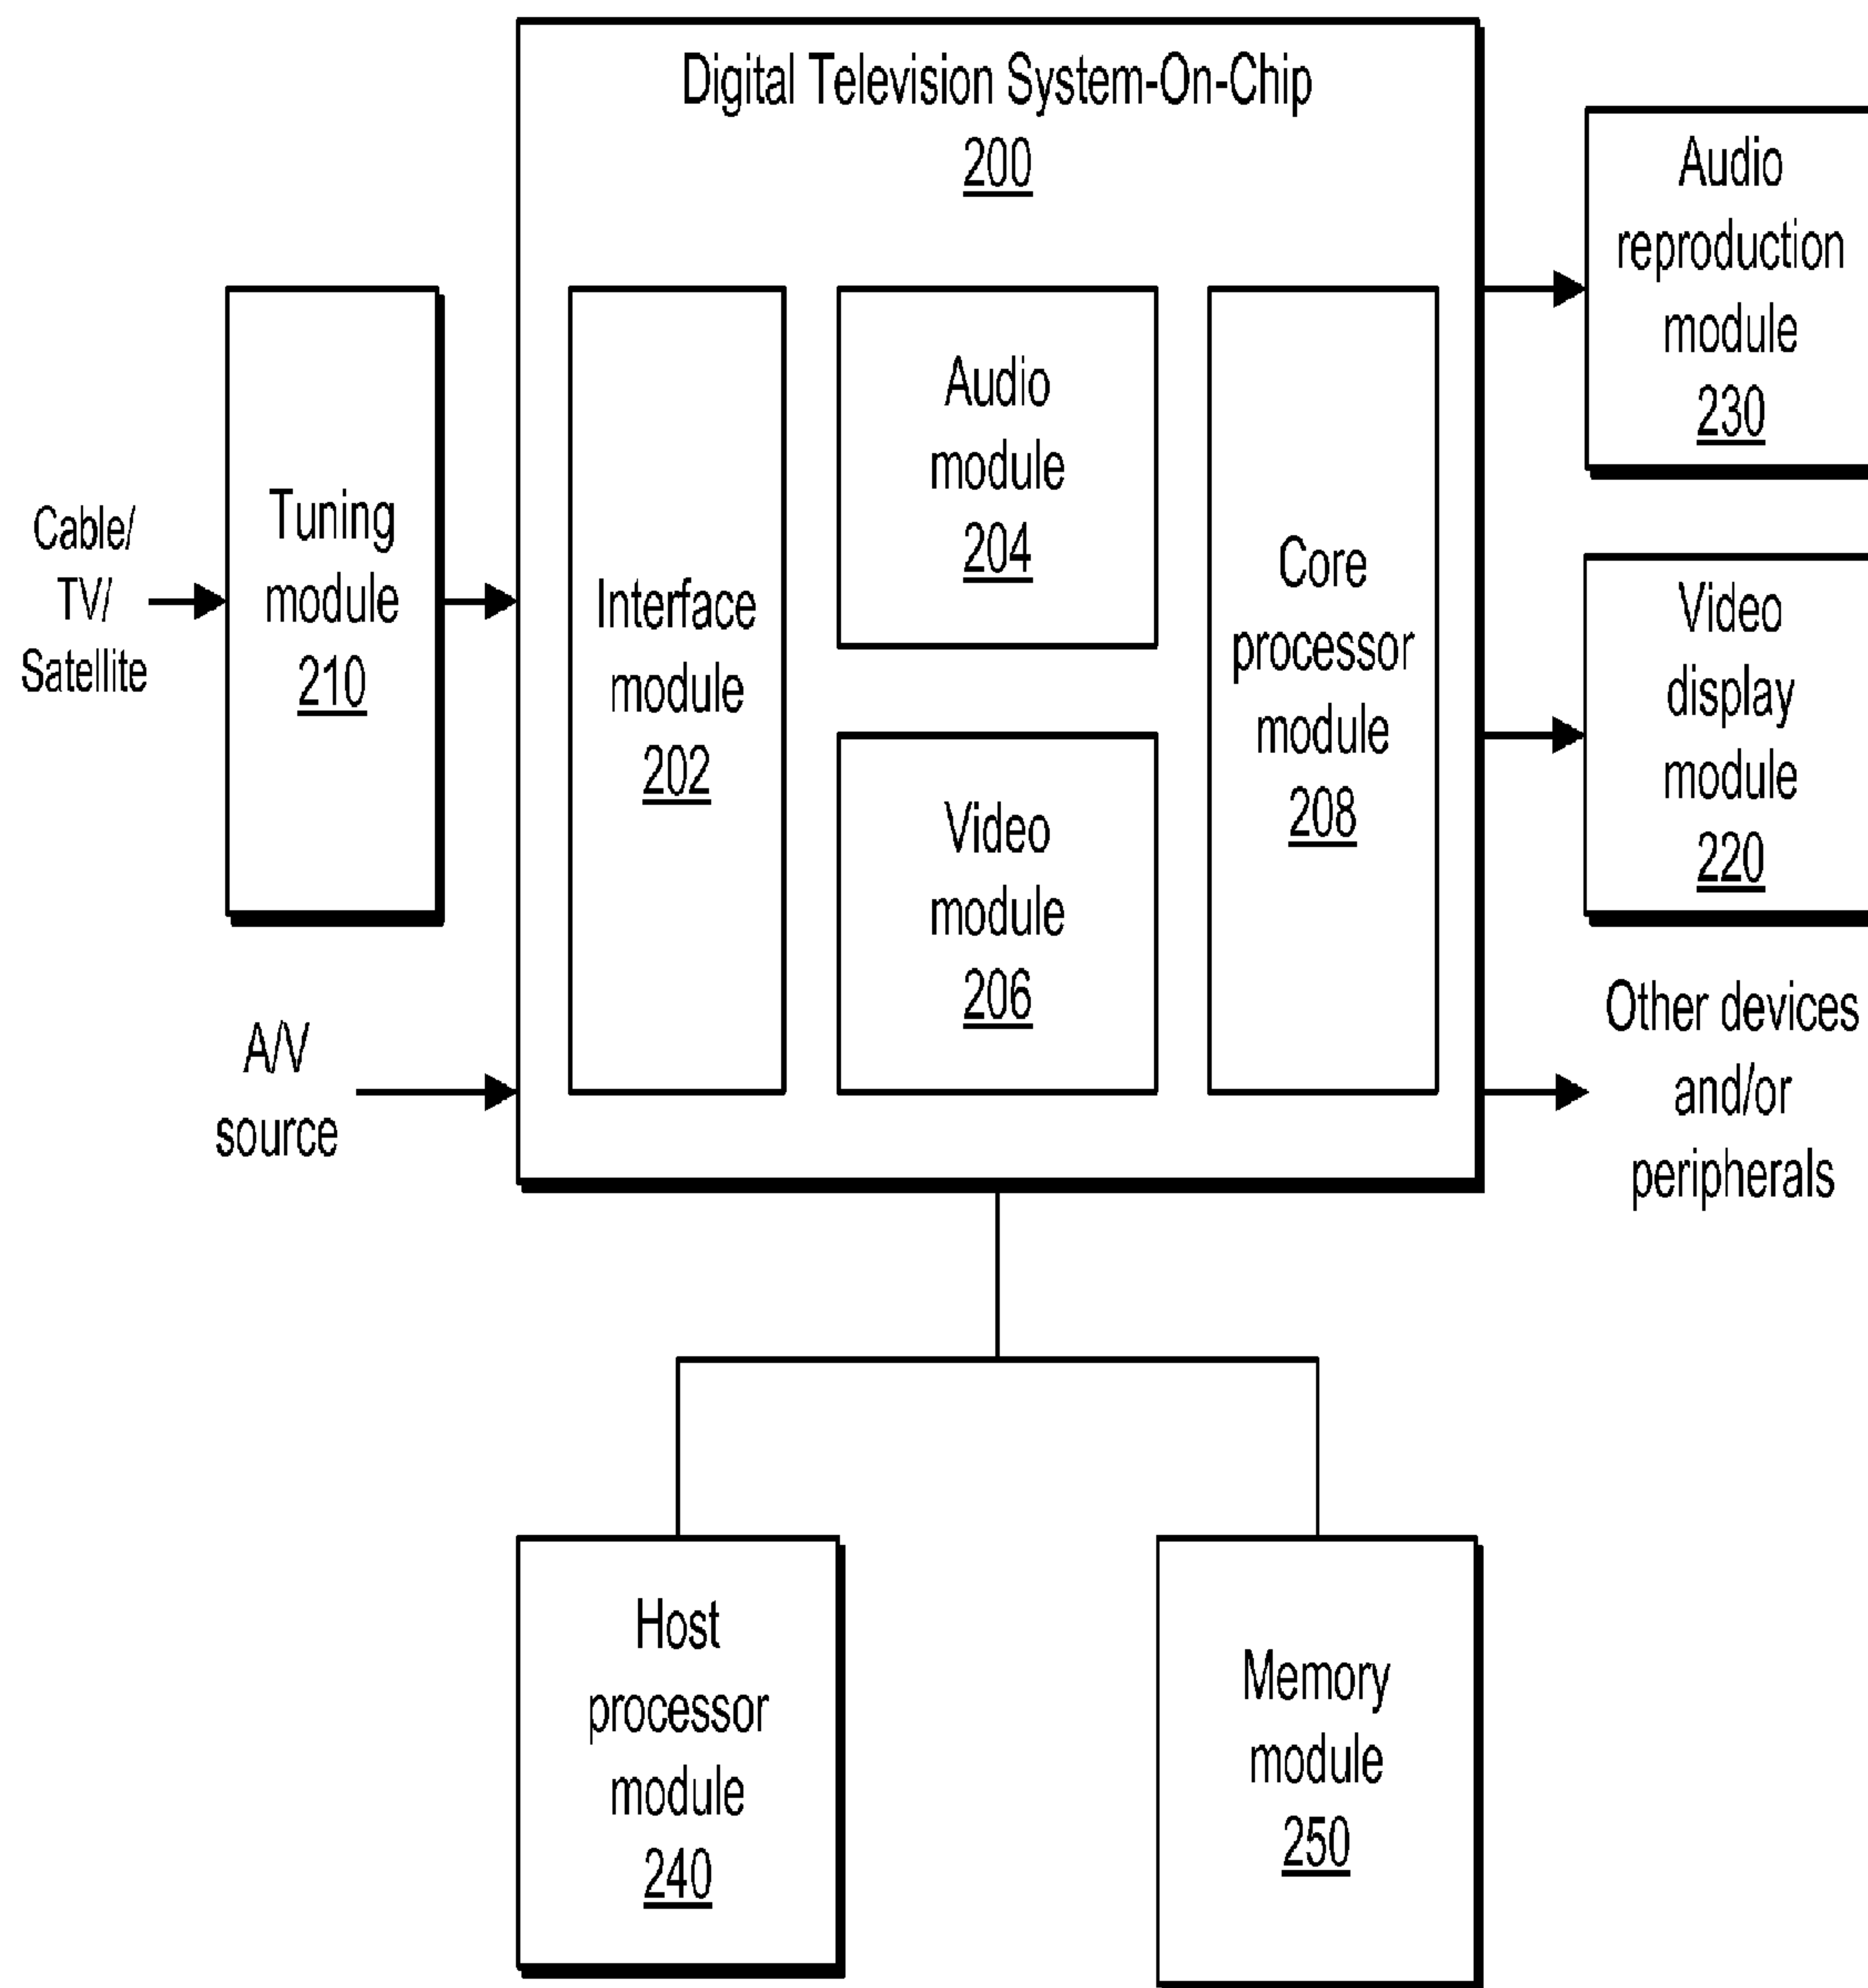 Digital Television System-On-Chip
200
Cable/
TV/
Satellite
Tuning
module
210
A/V
source
Interface
module
202
Audio
module
204
Video
module
206
Core
processor
module
208
Audio
reproduction
module
230
Video
display
module
220
Other devices
and/or
peripherals
Host
processor
module
240
Memory
module
250